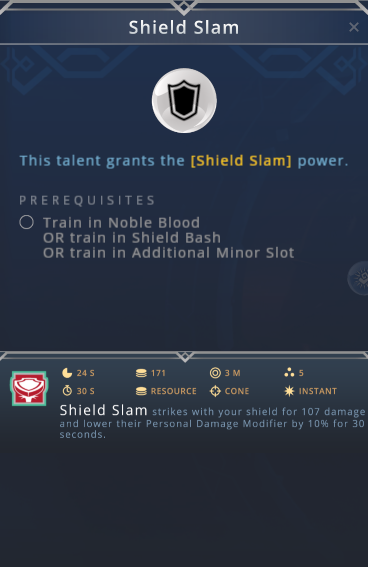 Shield Slam
This talent grants the [Shield Slam] power.
PREREQUISITES
Train in Noble Blood
OR train in Shield Bash
OR train in Additional Minor Slot
24 S 171 3 M 5
30 S RESOURCE CONE INSTANT
Shield Slam strikes with your shield for 107 damage
and lower their Personal Damage Modifier by 10% for 30
seconds.